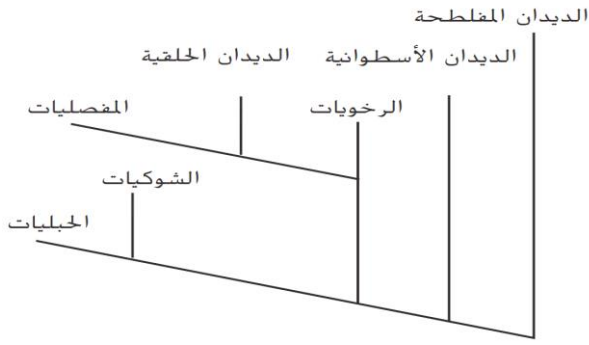 الديدان المفلطحة
الديدان الأسطوانية
الديدان الحلقية
الرخويات
المفصليات
الشوكيات
الحبليات